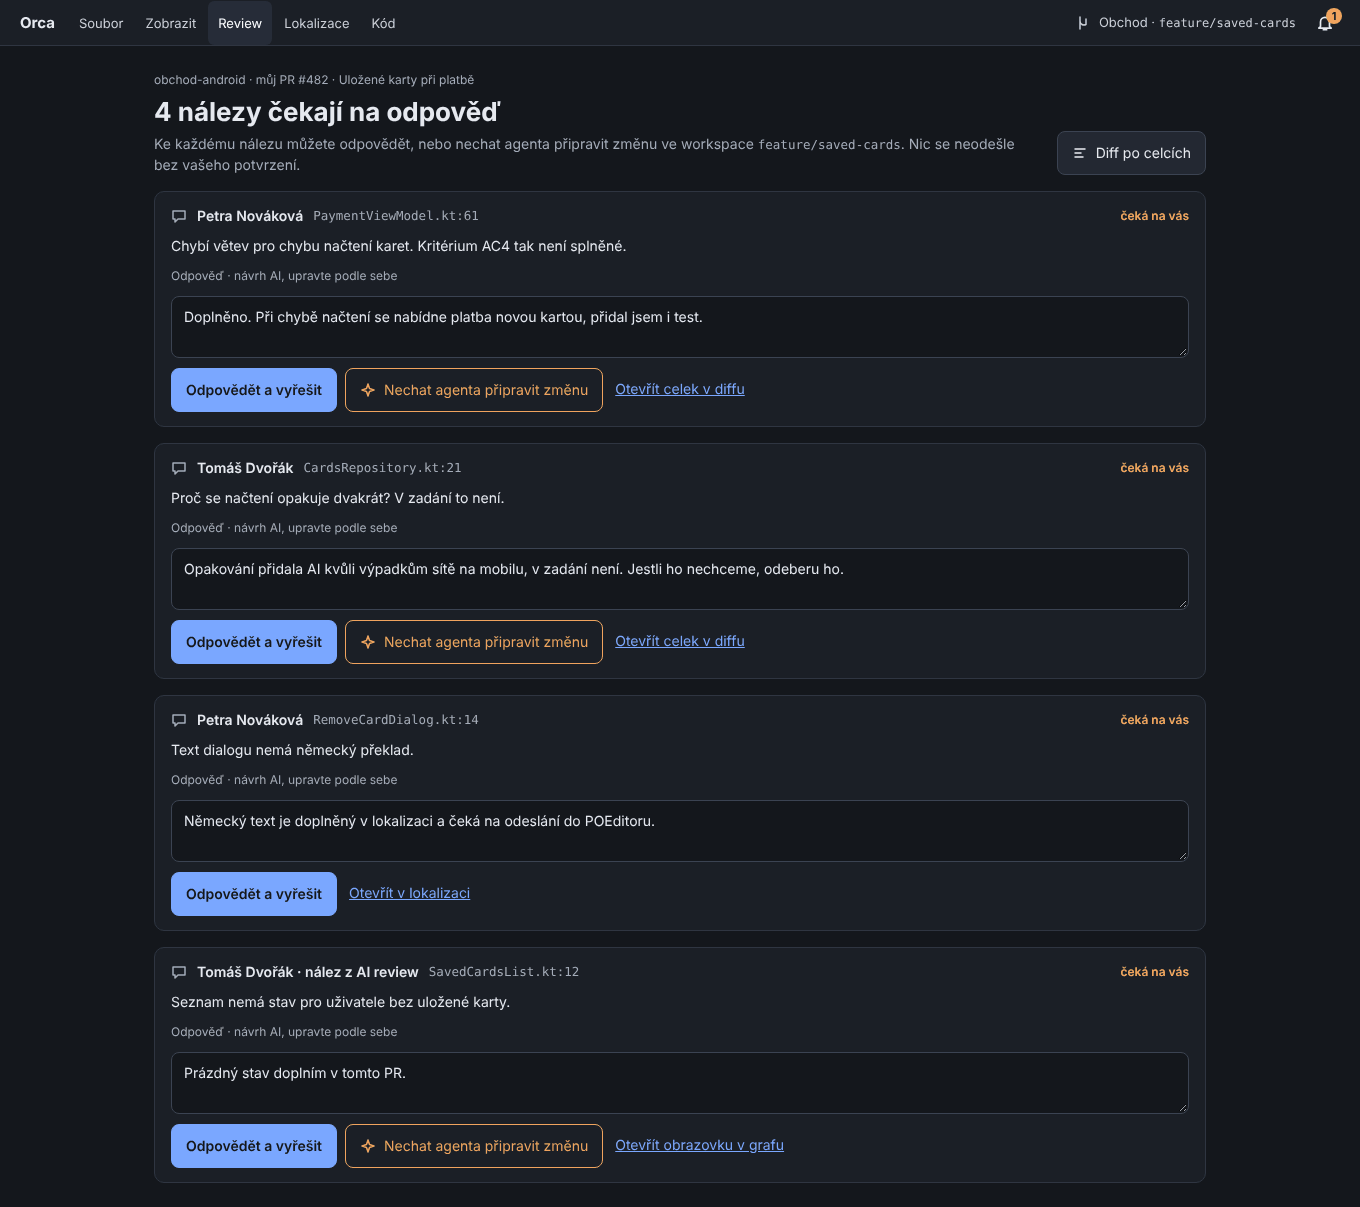 Orca Soubor Zobrazit Review Lokalizace Kód Obchod · feature/saved-cards 1
obchod-android · můj PR #482 · Uložené karty při platbě
4 nálezy čekají na odpověď
Ke každému nálezu můžete odpovědět, nebo nechat agenta připravit změnu ve workspace feature/saved-cards. Nic se neodešle
bez vašeho potvrzení.
Diff po celcích
Petra Nováková PaymentViewModel.kt:61 čeká na vás
Chybí větev pro chybu načtení karet. Kritérium AC4 tak není splněné.
Odpověď · návrh AI, upravte podle sebe
Doplněno. Při chybě načtení se nabídne platba novou kartou, přidal jsem i test.
Odpovědět a vyřešit Nechat agenta připravit změnu Otevřít celek v diffu
Tomáš Dvořák CardsRepository.kt:21 čeká na vás
Proč se načtení opakuje dvakrát? V zadání to není.
Odpověď · návrh AI, upravte podle sebe
Opakování přidala AI kvůli výpadkům sítě na mobilu, v zadání není. Jestli ho nechceme, odeberu ho.
Odpovědět a vyřešit Nechat agenta připravit změnu Otevřít celek v diffu
Petra Nováková RemoveCardDialog.kt:14 čeká na vás
Text dialogu nemá německý překlad.
Odpověď · návrh AI, upravte podle sebe
Německý text je doplněný v lokalizaci a čeká na odeslání do POEditoru.
Odpovědět a vyřešit Otevřít v lokalizaci
Tomáš Dvořák · nález z AI review SavedCardsList.kt:12 čeká na vás
Seznam nemá stav pro uživatele bez uložené karty.
Odpověď · návrh AI, upravte podle sebe
Prázdný stav doplním v tomto PR.
Odpovědět a vyřešit Nechat agenta připravit změnu Otevřít obrazovku v grafu